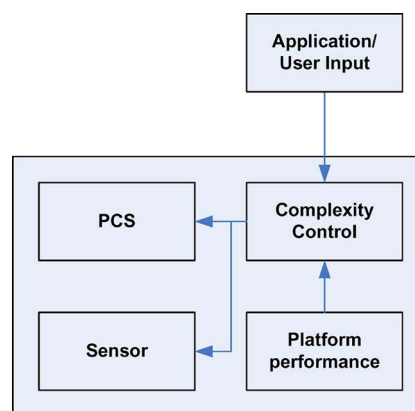 Application/
User Input
PCS
Complexity
Control
Sensor
Platform
performance